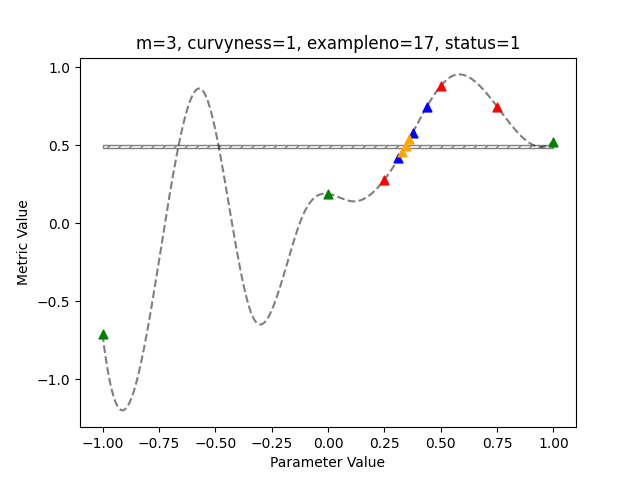 m=3, curvyness=1, exampleno=17, status=1
1.0
0.5
0.0
−0.5
−1.0
Metric Value
−1.00 −0.75 −0.50 −0.25 0.00 0.25 0.50 0.75 1.00
Parameter Value